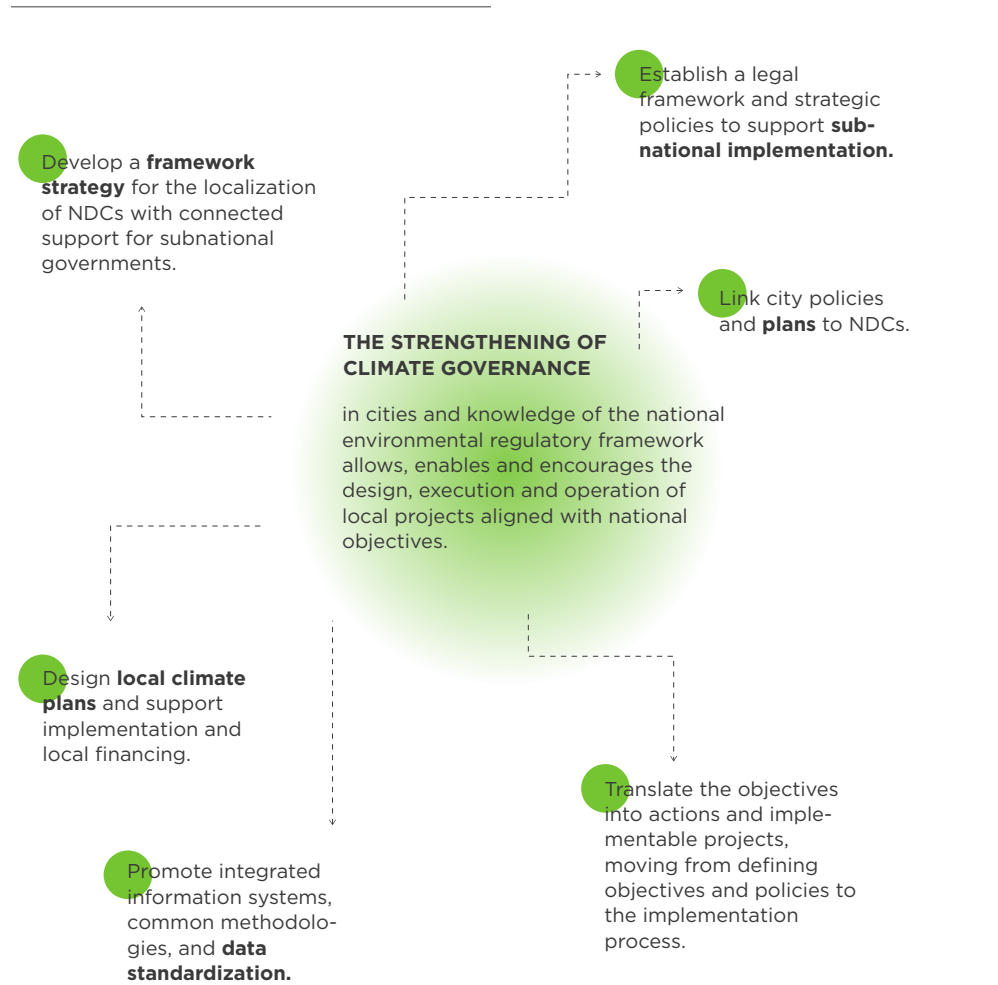 Establish a legal
framework and strategic
policies to support sub-
national implementation.
Develop a framework
strategy for the localization
of NDCs with connected
support for subnational
governments.
Link city policies
and plans to NDCs.
THE STRENGTHENING OF
CLIMATE GOVERNANCE
in cities and knowledge of the national
environmental regulatory framework
allows, enables and encourages the
design, execution and operation of
local projects aligned with national
objectives.
Design local climate
plans and support
implementation and
local financing.
Translate the objectives
into actions and imple-
mentable projects,
moving from defining
objectives and policies to
the implementation
process.
Promote integrated
information systems,
common methodolo-
gies, and data
standardization.